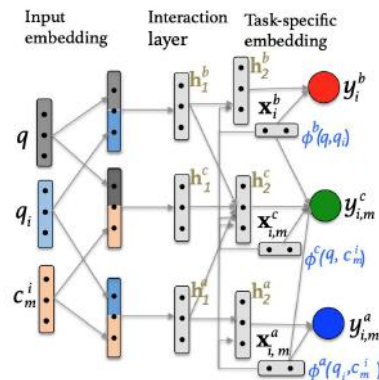 Input embedding
Interaction layer
Task-specific embedding
q
q_i
c_m^i
h_1^b
h_2^b
x_i^b
y_i^b
ϕ^b(q,q_i)
h_1^c
h_2^c
x_{i,m}^c
y_{i,m}^c
ϕ^c(q, c_m^i)
h_1^a
h_2^a
x_{i,m}^a
y_{i,m}^a
ϕ^a(q_i,c_m^i)